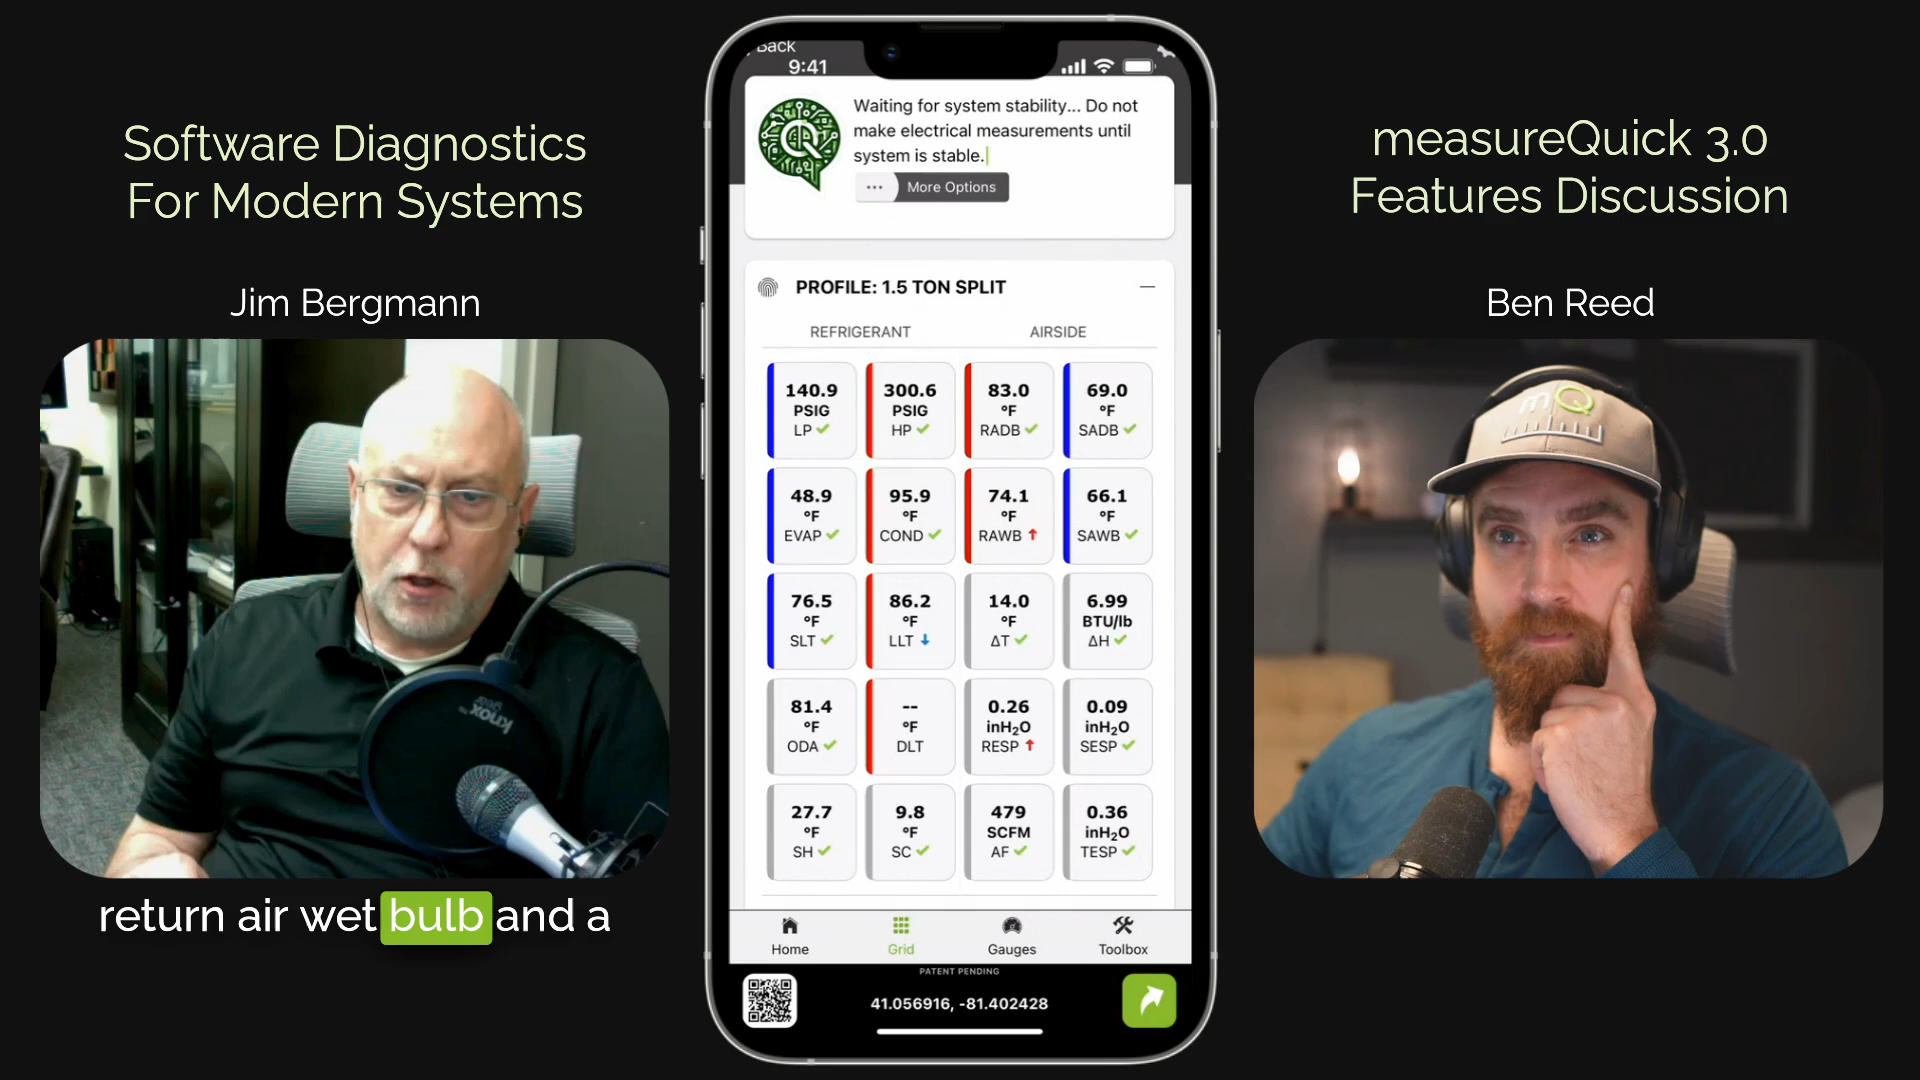 Software Diagnostics
For Modern Systems
Jim Bergmann
return air wet bulb and a
Back
9:41
Waiting for system stability... Do not
make electrical measurements until
system is stable.
... More Options
PROFILE: 1.5 TON SPLIT
REFRIGERANT AIRSIDE
140.9 300.6 83.0 69.0
PSIG PSIG °F °F
LP HP RADB SADB
48.9 95.9 74.1 66.1
°F °F °F °F
EVAP COND RAWB SAWB
76.5 86.2 14.0 6.99
°F °F °F BTU/lb
SLT LLT ΔT ΔH
81.4 -- 0.26 0.09
°F °F inH₂O inH₂O
ODA DLT RESP SESP
27.7 9.8 479 0.36
°F °F SCFM inH₂O
SH SC AF TESP
Home Grid Gauges Toolbox
PATENT PENDING
41.056916, -81.402428
measureQuick 3.0
Features Discussion
Ben Reed
mQ
knox